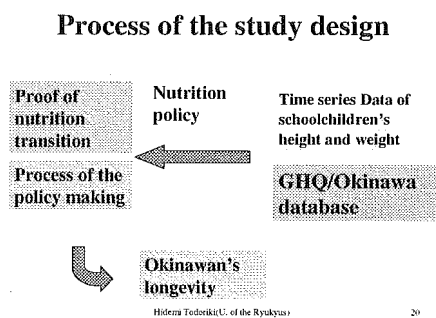 Process of the study design
Proof of
nutrition
transition
Process of the
policy making
Nutrition
policy
Time series Data of
schoolchildren's
height and weight
GHQ/Okinawa
database
Okinawan's
longevity
Hidemi Todoriki(U. of the Ryukyus)
20